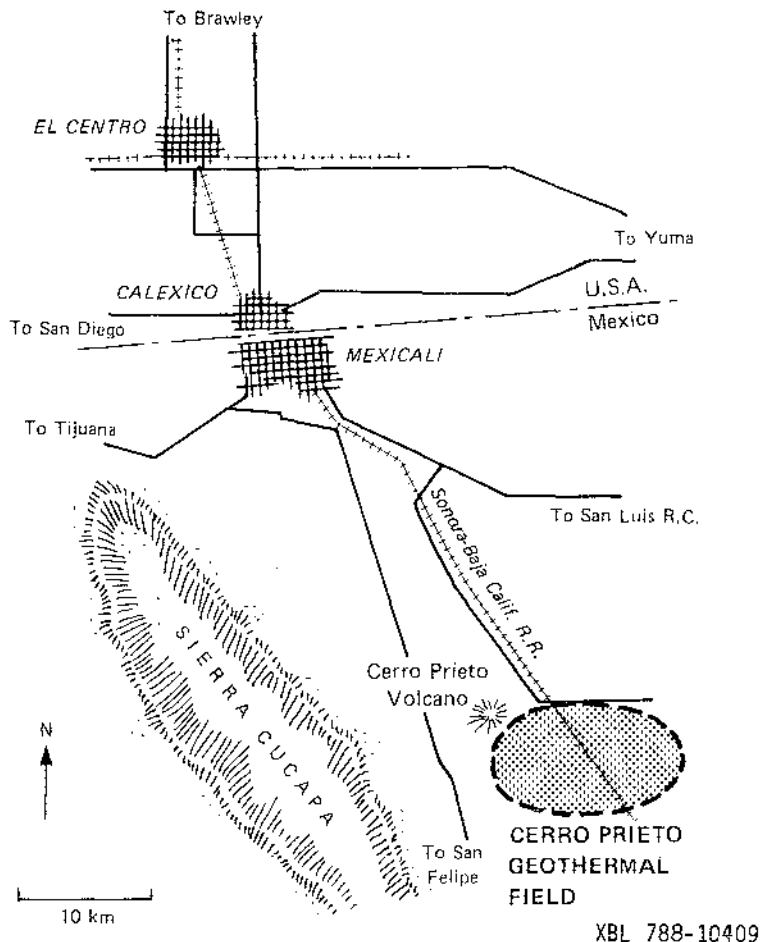 To Brawley
EL CENTRO
To Yuma
CALEXICO
U.S.A.
To San Diego
Mexico
MEXICALI
To Tijuana
To San Luis R.C.
Sonora-Baja Calif. R.R.
SIERRA CUCAPA
Cerro Prieto
Volcano
N
To San
Felipe
CERRO PRIETO
GEOTHERMAL
FIELD
10 km
XBL 788-10409